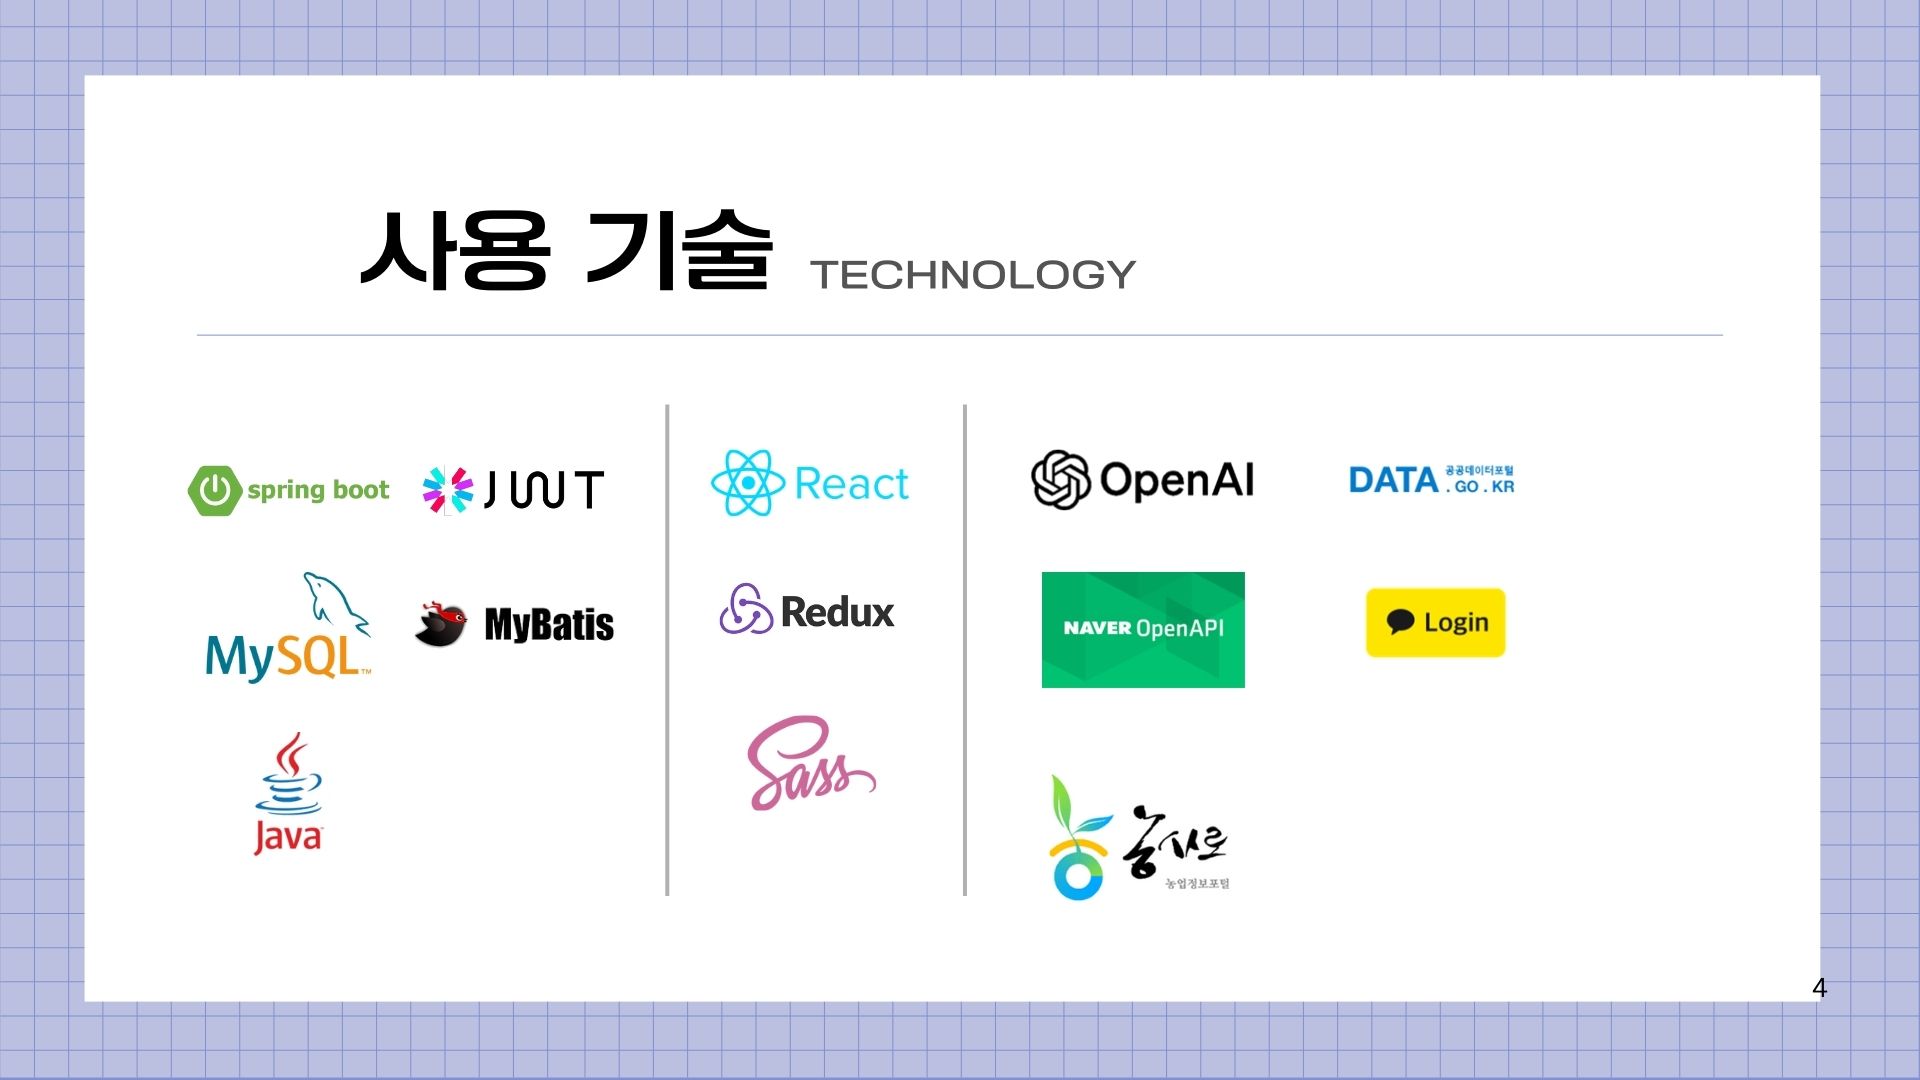 사용 기술 TECHNOLOGY
spring boot
JWT
MySQL™
MyBatis
Java
React
Redux
Sass
OpenAI
DATA 공공데이터포털
.GO.KR
NAVER OpenAPI
Login
농사로
농업정보포털
4